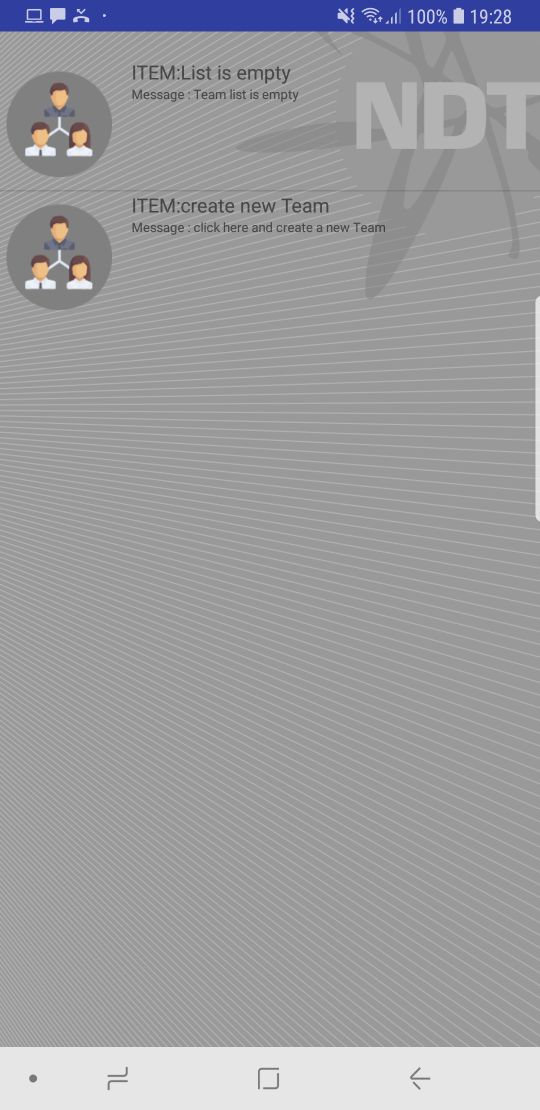 100% 19:28
ITEM:List is empty
Message : Team list is empty
NDT
ITEM:create new Team
Message : click here and create a new Team